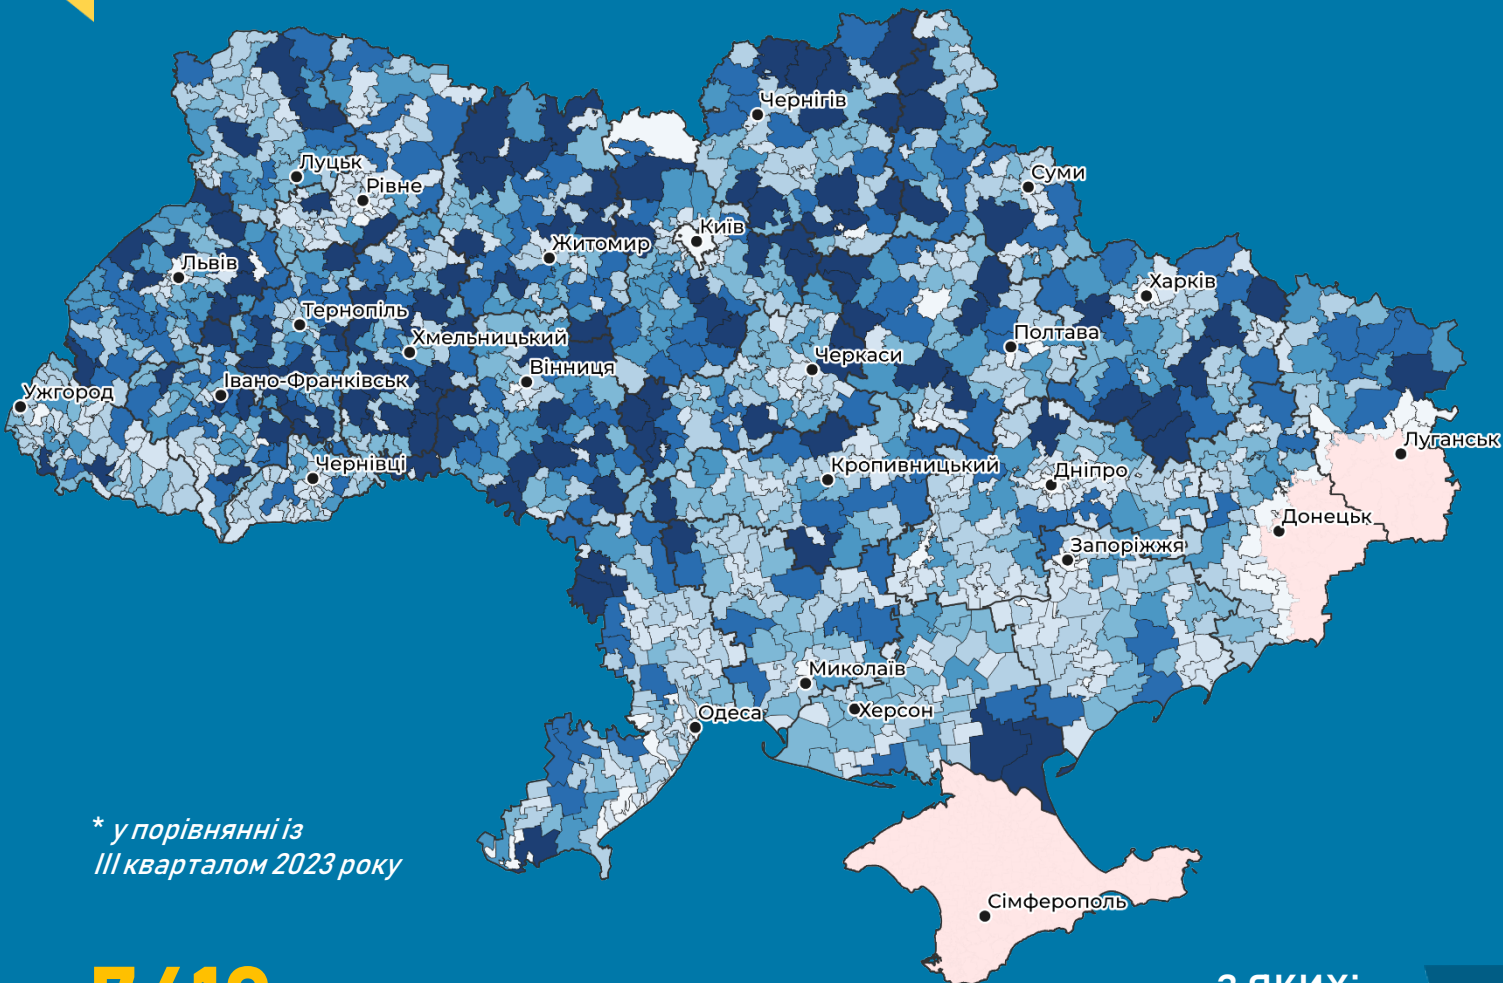 Чернігів
Луцьк
Рівне
Суми
Київ
Житомир
Львів
Харків
Тернопіль
Хмельницький
Полтава
Черкаси
Вінниця
Івано-Франківськ
Ужгород
Луганськ
Чернівці
Кропивницький
Дніпро
Донецьк
Запоріжжя
Миколаїв
Одеса
Херсон
* у порівнянні із
III кварталом 2023 року
Сімферополь
з яких: